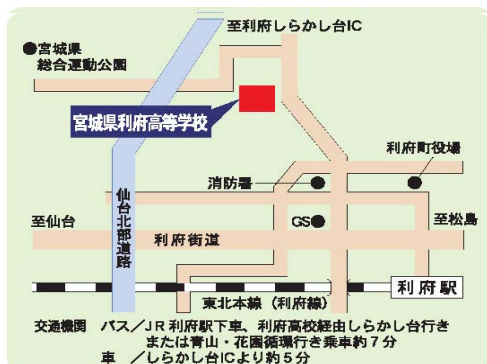 至利府しらかし台IC
●宮城県
総合運動公園
宮城県利府高等学校
利府町役場
消防署
仙台北部道路
GS
至仙台
利府街道
至松島
利府駅
東北本線（利府線）
交通機関　バス／JR利府駅下車、利府高校経由しらかし台行き
または青山・花園循環行き乗車約7分
車　／しらかし台ICより約5分